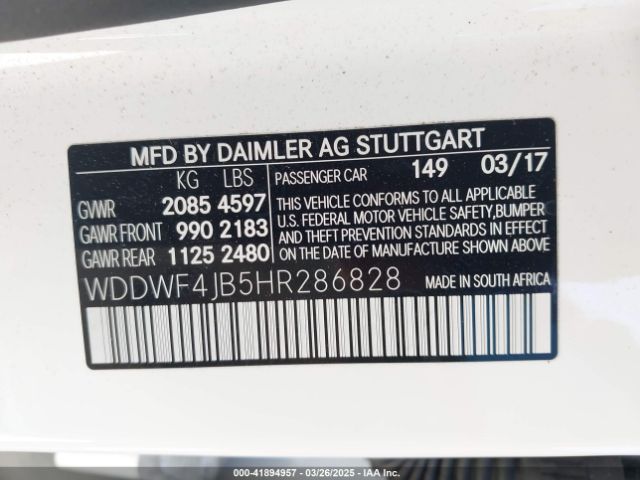 MFD BY DAIMLER AG STUTTGART
KG LBS PASSENGER CAR 149 03/17
GVWR 2085 4597
GAWR FRONT 990 2183
GAWR REAR 1125 2480
THIS VEHICLE CONFORMS TO ALL APPLICABLE
U.S. FEDERAL MOTOR VEHICLE SAFETY,BUMPER
AND THEFT PREVENTION STANDARDS IN EFFECT
ON THE DATE OF MANUFACTURE SHOWN ABOVE
WDDWF4JB5HR286828 MADE IN SOUTH AFRICA
000-41894957 | 03/26/2025 | IAA, Inc.